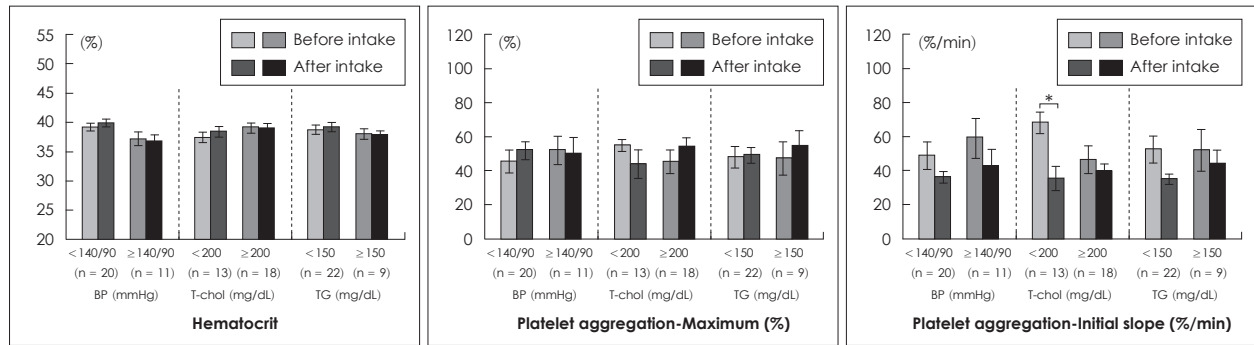 55
50
45
40
35
30
25
20
(%)
Before intake
After intake
<140/90 ≥140/90 <200 ≥200 <150 ≥150
(n = 20) (n = 11) (n = 13) (n = 18) (n = 22) (n = 9)
BP (mmHg) T-chol (mg/dL) TG (mg/dL)
Hematocrit
120
100
80
60
40
20
0
(%)
Before intake
After intake
<140/90 ≥140/90 <200 ≥200 <150 ≥150
(n = 20) (n = 11) (n = 13) (n = 18) (n = 22) (n = 9)
BP (mmHg) T-chol (mg/dL) TG (mg/dL)
Platelet aggregation-Maximum (%)
120
100
80
60
40
20
0
(%/min)
Before intake
After intake
*
<140/90 ≥140/90 <200 ≥200 <150 ≥150
(n = 20) (n = 11) (n = 13) (n = 18) (n = 22) (n = 9)
BP (mmHg) T-chol (mg/dL) TG (mg/dL)
Platelet aggregation-Initial slope (%/min)